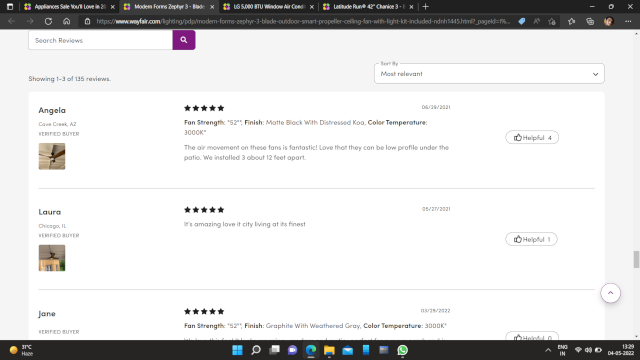 Appliances Sale You'll Love in 20
Modern Forms Zephyr 3 - Blade
LG 5,000 BTU Window Air Condi
Latitude Run® 42" Chanice 3 - B
https://www.wayfair.com/lighting/pdp/modern-forms-zephyr-3-blade-outdoor-smart-propeller-ceiling-fan-with-light-kit-included-ndnh1445.html?_pageId=f%...
Search Reviews
Showing 1-3 of 135 reviews.
Sort By
Most relevant
Angela
Cave Creek, AZ
VERIFIED BUYER
06/29/2021
Fan Strength: "52"", Finish: Matte Black With Distressed Koa, Color Temperature:
3000K"
The air movement on these fans is fantastic! Love that they can be low profile under the
patio. We installed 3 about 12 feet apart.
Helpful 4
Laura
Chicago, IL
VERIFIED BUYER
05/27/2021
It's amazing love it city living at its finest
Helpful 1
Jane
VERIFIED BUYER
03/29/2022
Fan Strength: "52"", Finish: Graphite With Weathered Gray, Color Temperature: 3000K"
Helpful 0
31°C
Haze
ENG
IN
13:29
04-05-2022